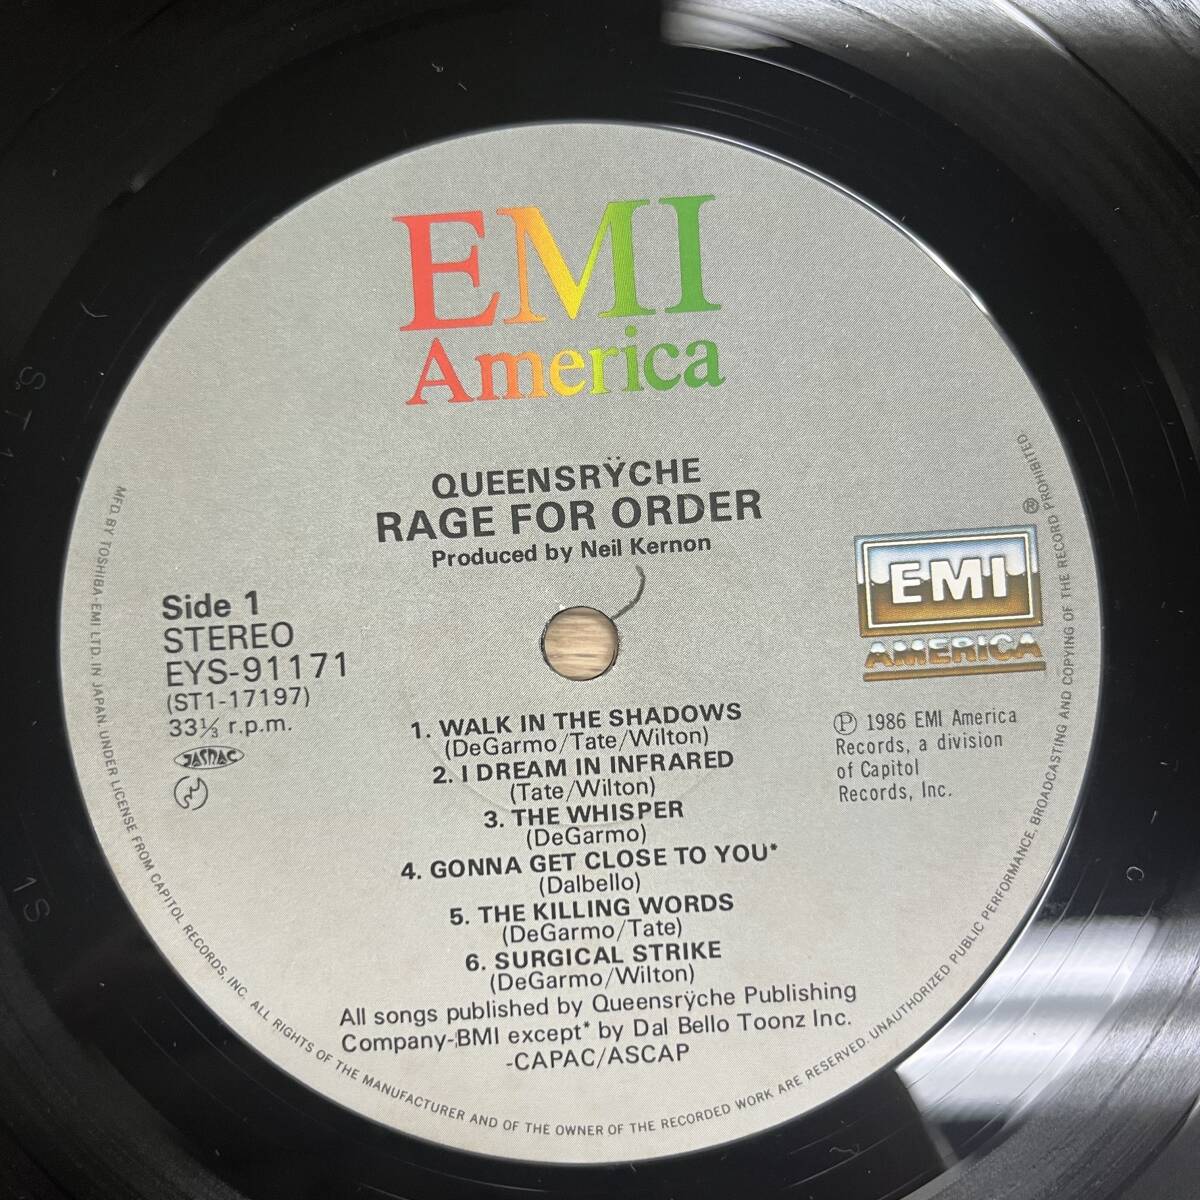 EMI
America
QUEENSRŸCHE
RAGE FOR ORDER
Produced by Neil Kernon
Side 1
STEREO
EYS-91171
(ST1-17197)
33⅓ r.p.m.
JASRAC
®
EMI
AMERICA
℗ 1986 EMI America
Records, a division
of Capitol
Records, Inc.
1. WALK IN THE SHADOWS
(DeGarmo/Tate/Wilton)
2. I DREAM IN INFRARED
(Tate/Wilton)
3. THE WHISPER
(DeGarmo)
4. GONNA GET CLOSE TO YOU*
(Dalbello)
5. THE KILLING WORDS
(DeGarmo/Tate)
6. SURGICAL STRIKE
(DeGarmo/Wilton)
All songs published by Queensrÿche Publishing
Company-BMI except* by Dal Bello Toonz Inc.
-CAPAC/ASCAP
MFD. BY TOSHIBA-EMI LTD. IN JAPAN. UNDER LICENSE FROM CAPITOL RECORDS, INC. ALL RIGHTS OF THE MANUFACTURER AND OF THE OWNER OF THE RECORDED WORK ARE RESERVED. UNAUTHORIZED PUBLIC PERFORMANCE, BROADCASTING AND COPYING OF THE RECORD PROHIBITED.
1S
C